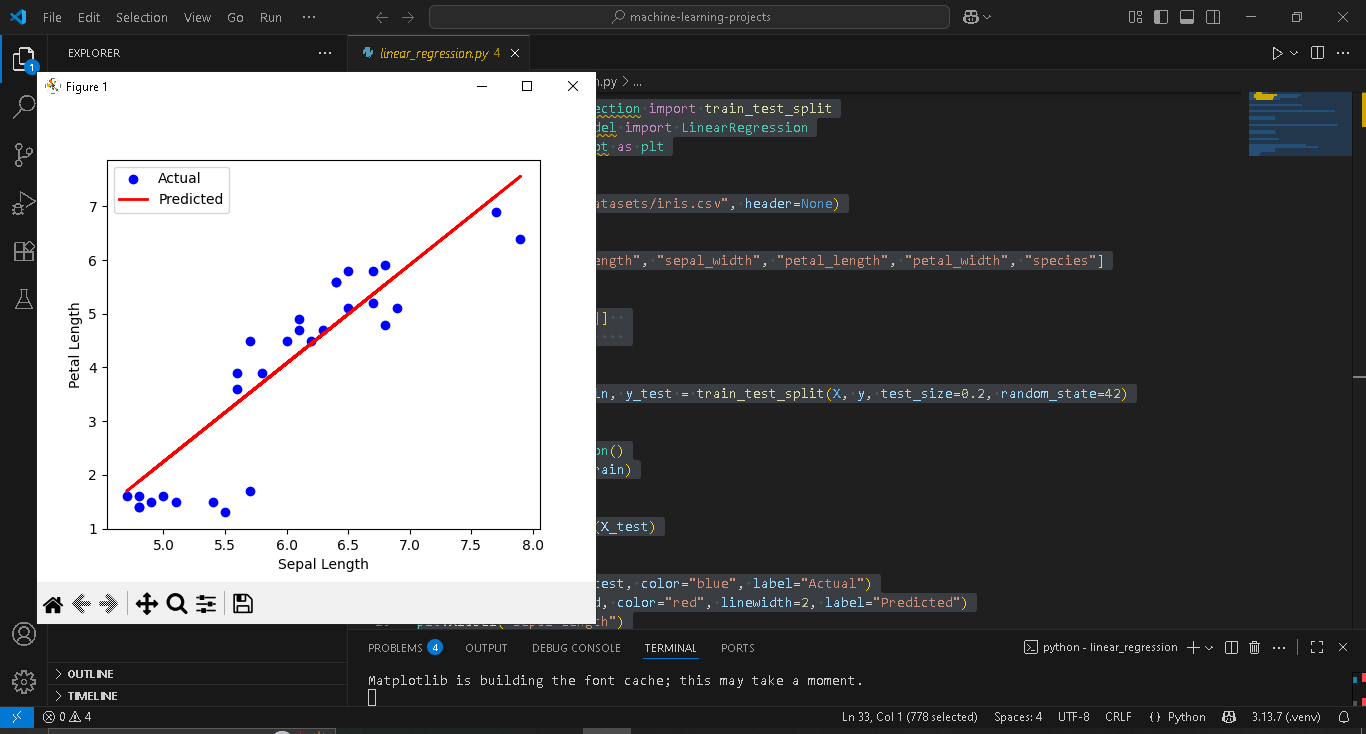 File Edit Selection View Go Run ··· machine-learning-projects
EXPLORER ···
linear_regression.py 4
1
Figure 1
n.py > ...
ection import train_test_split
del import LinearRegression
ot as plt
atasets/iris.csv", header=None)
ength", "sepal_width", "petal_length", "petal_width", "species"]
]]
in, y_test = train_test_split(X, y, test_size=0.2, random_state=42)
on()
rain)
(X_test)
test, color="blue", label="Actual")
d, color="red", linewidth=2, label="Predicted")
Actual
Predicted
7
6
5
4
3
2
1
Petal Length
5.0 5.5 6.0 6.5 7.0 7.5 8.0
Sepal Length
PROBLEMS 4 OUTPUT DEBUG CONSOLE TERMINAL PORTS python - linear_regression
Matplotlib is building the font cache; this may take a moment.
OUTLINE
TIMELINE
0 4 Ln 33, Col 1 (778 selected) Spaces: 4 UTF-8 CRLF {} Python 3.13.7 (.venv)